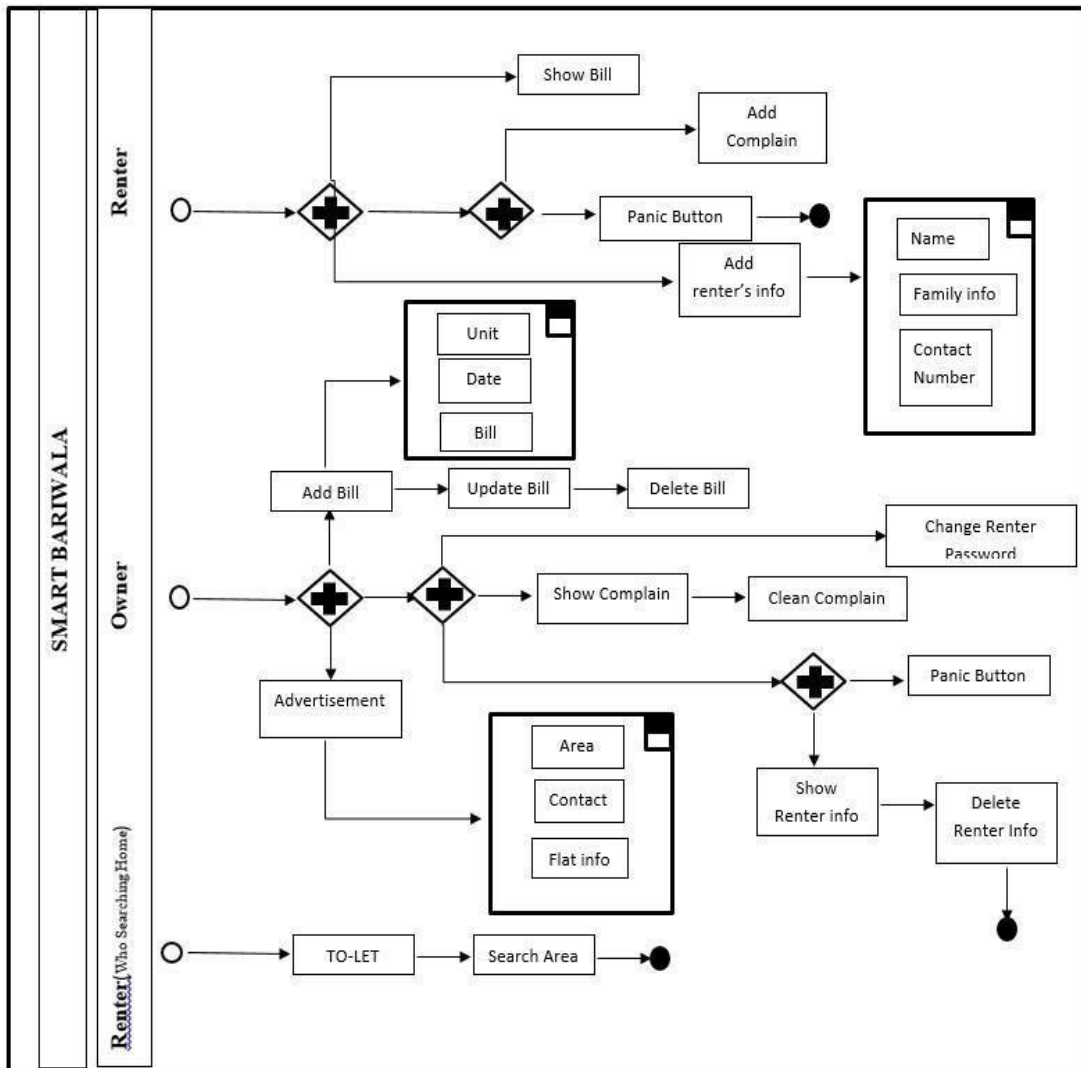 SMART BARIWALA
Renter
Show Bill
Add
Complain
Panic Button
Add
renter's info
Name
Family info
Contact
Number
Owner
Unit
Date
Bill
Add Bill
Update Bill
Delete Bill
Change Renter
Password
Show Complain
Clean Complain
Panic Button
Advertisement
Area
Contact
Flat info
Show
Renter info
Delete
Renter Info
Renter(Who Searching Home)
TO-LET
Search Area